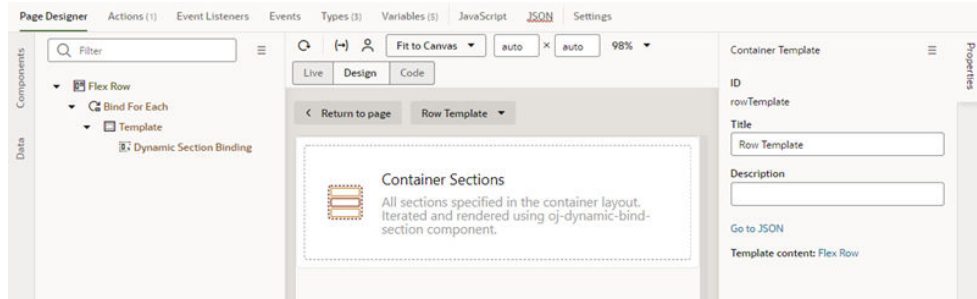 Page Designer Actions (1) Event Listeners Events Types (5) Variables (5) JavaScript JSON Settings
Components
Data
Filter
Flex Row
Bind For Each
Template
Dynamic Section Binding
Fit to Canvas auto × auto 98%
Live Design Code
Return to page Row Template
Container Sections
All sections specified in the container layout.
Iterated and rendered using oj-dynamic-bind-
section component.
Container Template
ID
rowTemplate
Title
Row Template
Description
Go to JSON
Template content: Flex Row
Properties